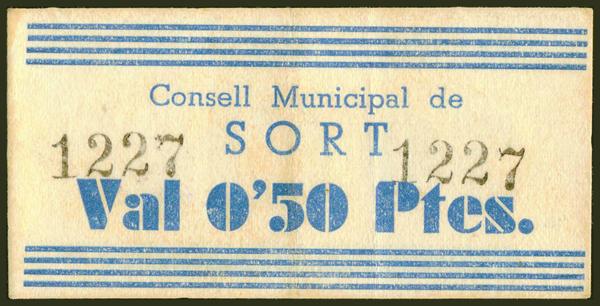 Consell Municipal de
SORT
1227 1227
Val 0'50 Ptes.